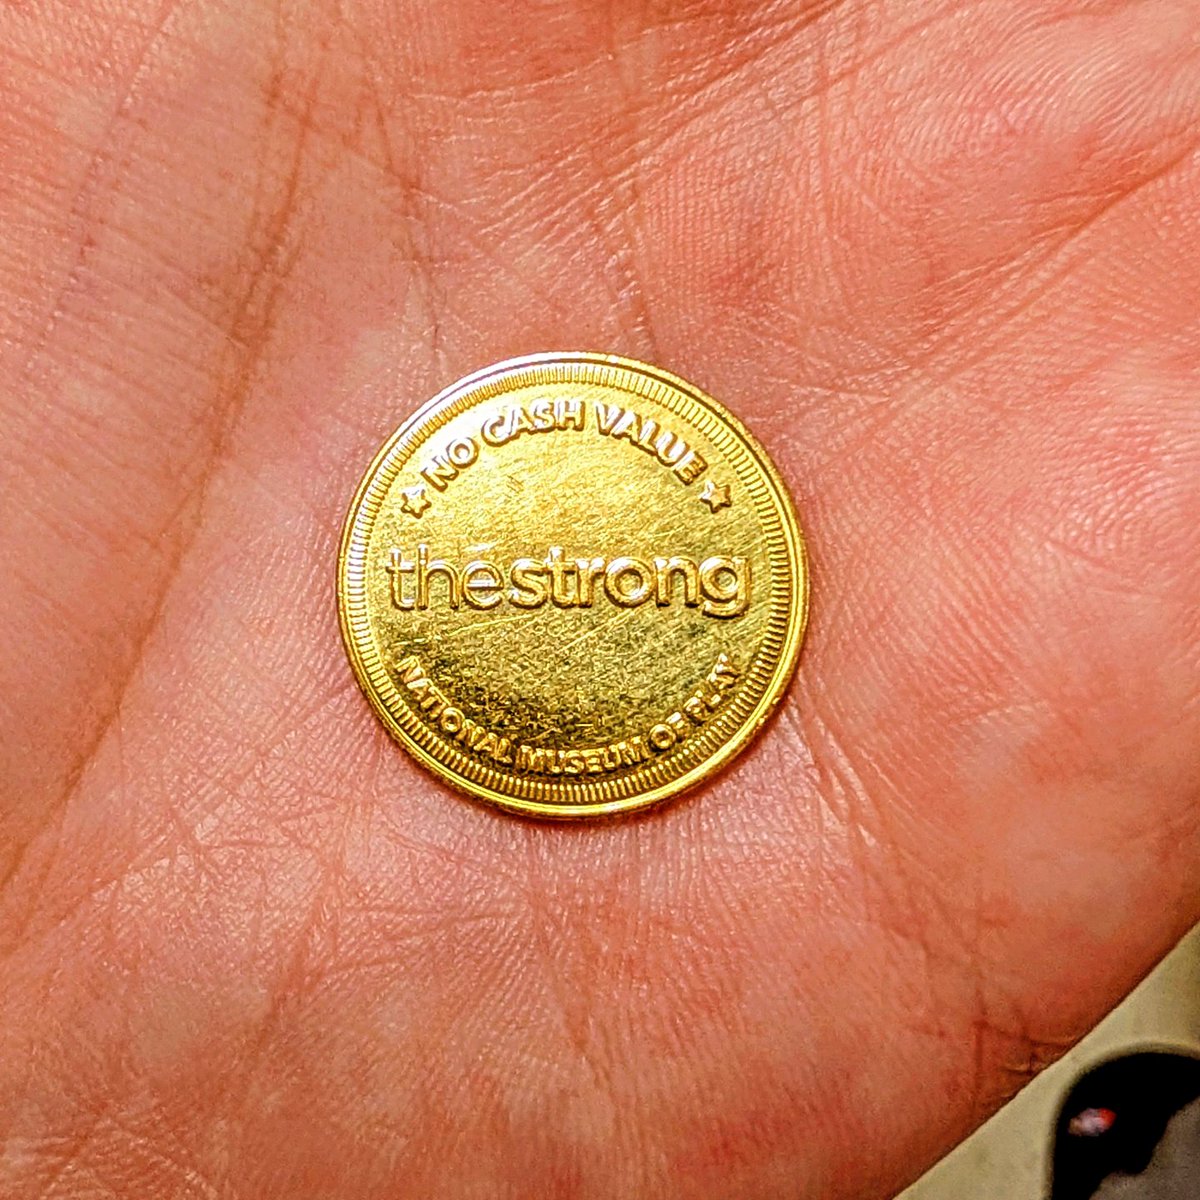 NO CASH VALUE
thestrong
NATIONAL MUSEUM OF PLAY